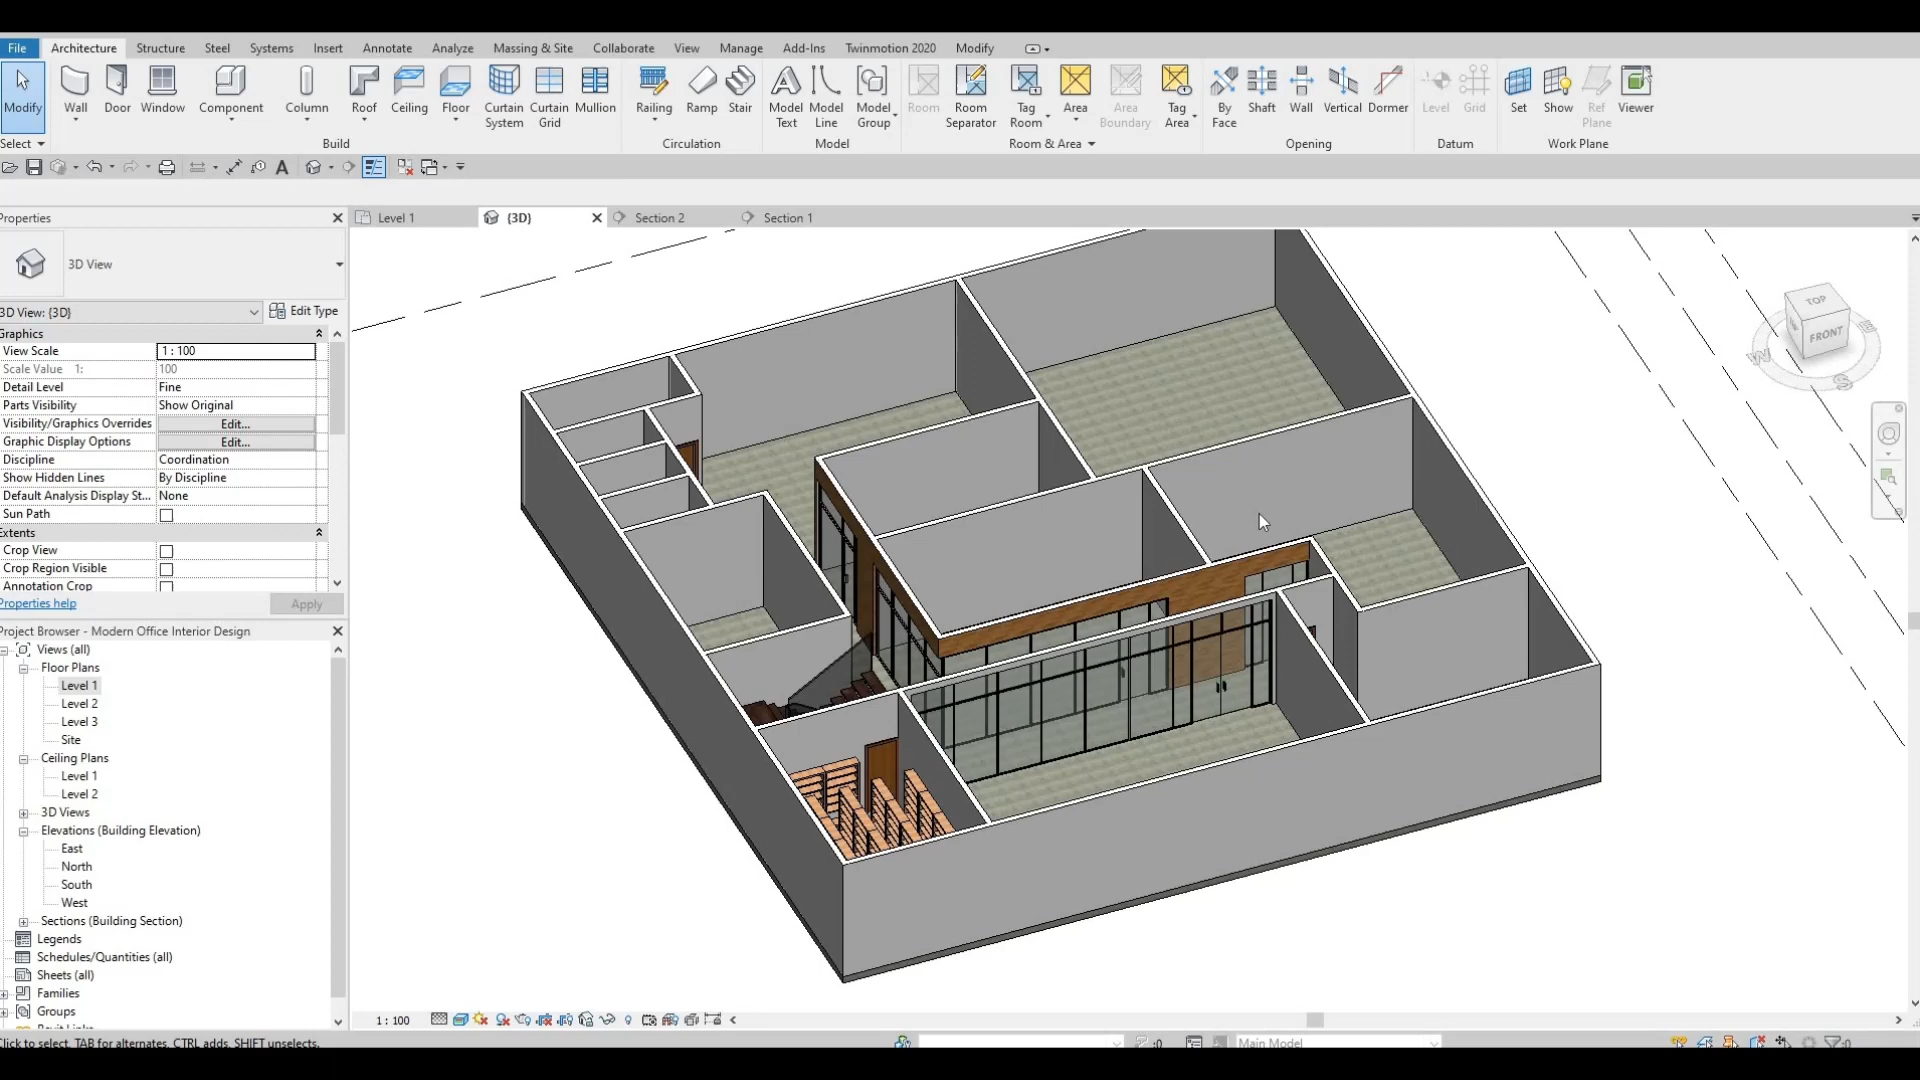 File Architecture Structure Steel Systems Insert Annotate Analyze Massing & Site Collaborate View Manage Add-Ins Twinmotion 2020 Modify
Modify Wall Door Window Component Column Roof Ceiling Floor Curtain System Curtain Grid Mullion Railing Ramp Stair Model Text Model Line Model Group Room Room Separator Tag Room Area Area Boundary Tag Area By Face Shaft Wall Vertical Dormer Level Grid Set Show Ref Plane Viewer
Select Build Circulation Model Room & Area Opening Datum Work Plane
Properties Level 1 {3D} Section 2 Section 1
3D View
3D View: {3D} Edit Type
Graphics
View Scale 1 : 100
Scale Value 1: 100
Detail Level Fine
Parts Visibility Show Original
Visibility/Graphics Overrides Edit...
Graphic Display Options Edit...
Discipline Coordination
Show Hidden Lines By Discipline
Default Analysis Display St... None
Sun Path
Extents
Crop View
Crop Region Visible
Annotation Crop
Properties help Apply
Project Browser - Modern Office Interior Design
Views (all)
Floor Plans
Level 1
Level 2
Level 3
Site
Ceiling Plans
Level 1
Level 2
3D Views
Elevations (Building Elevation)
East
North
South
West
Sections (Building Section)
Legends
Schedules/Quantities (all)
Sheets (all)
Families
Groups
Revit Links
TOP
FRONT
W S E
1 : 100
Click to select, TAB for alternates, CTRL adds, SHIFT unselects. :0 Main Model :0